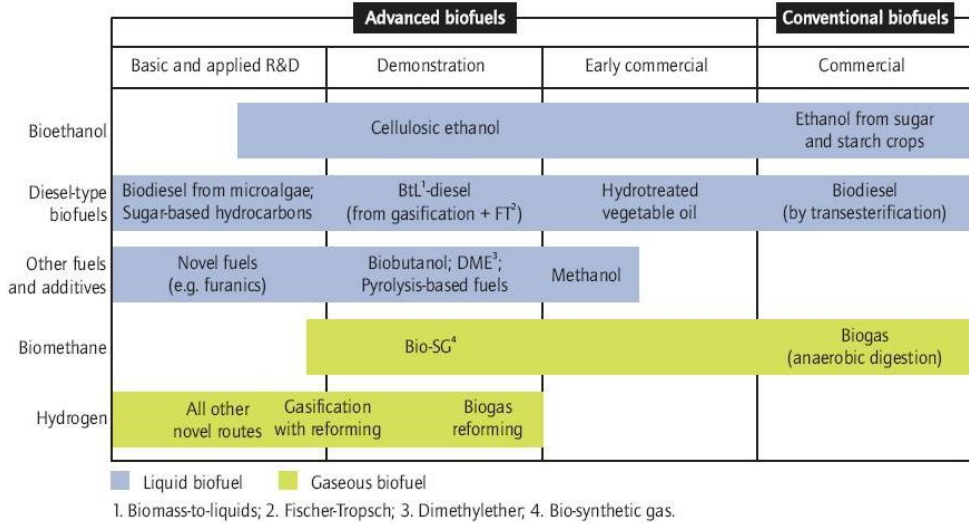 Advanced biofuels Conventional biofuels
Basic and applied R&D Demonstration Early commercial Commercial
Bioethanol
Cellulosic ethanol
Ethanol from sugar
and starch crops
Diesel-type
biofuels
Biodiesel from microalgae;
Sugar-based hydrocarbons
BtL¹-diesel
(from gasification + FT²)
Hydrotreated
vegetable oil
Biodiesel
(by transesterification)
Other fuels
and additives
Novel fuels
(e.g. furanics)
Biobutanol; DME³;
Pyrolysis-based fuels
Methanol
Biomethane
Bio-SG⁴
Biogas
(anaerobic digestion)
Hydrogen
All other
novel routes
Gasification
with reforming
Biogas
reforming
Liquid biofuel Gaseous biofuel
1. Biomass-to-liquids; 2. Fischer-Tropsch; 3. Dimethylether; 4. Bio-synthetic gas.